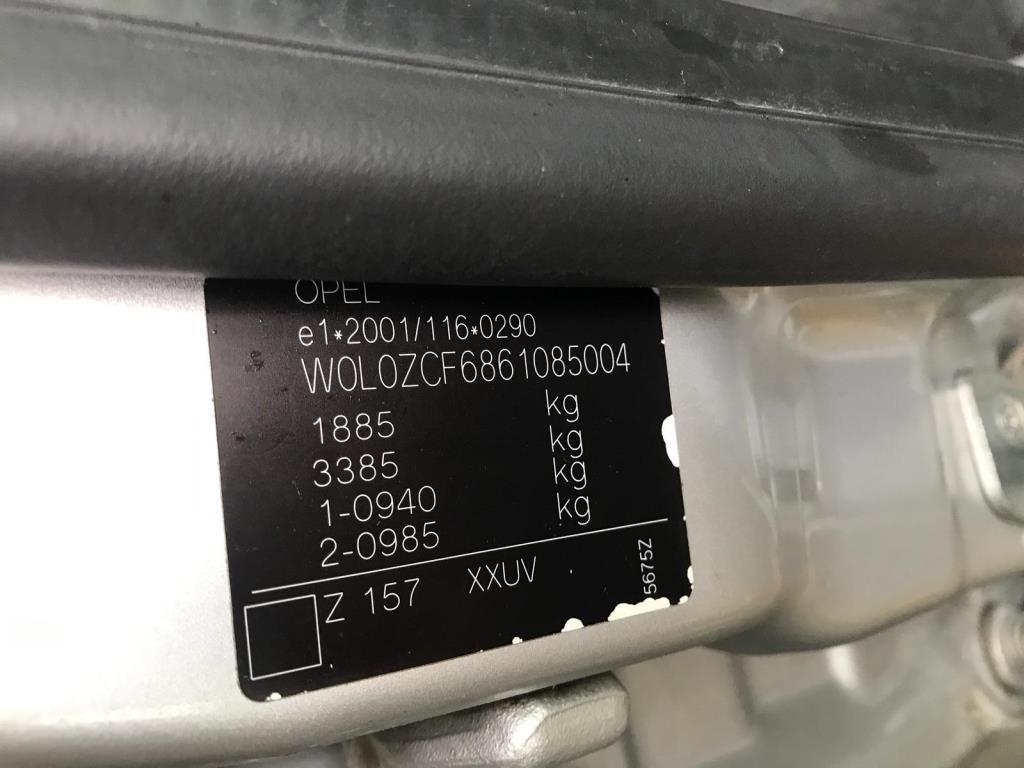 OPEL
e1*2001/116*0290
W0L0ZCF6861085004
1885 kg
3385 kg
1-0940 kg
2-0985 kg
Z 157 XXUV
5675Z